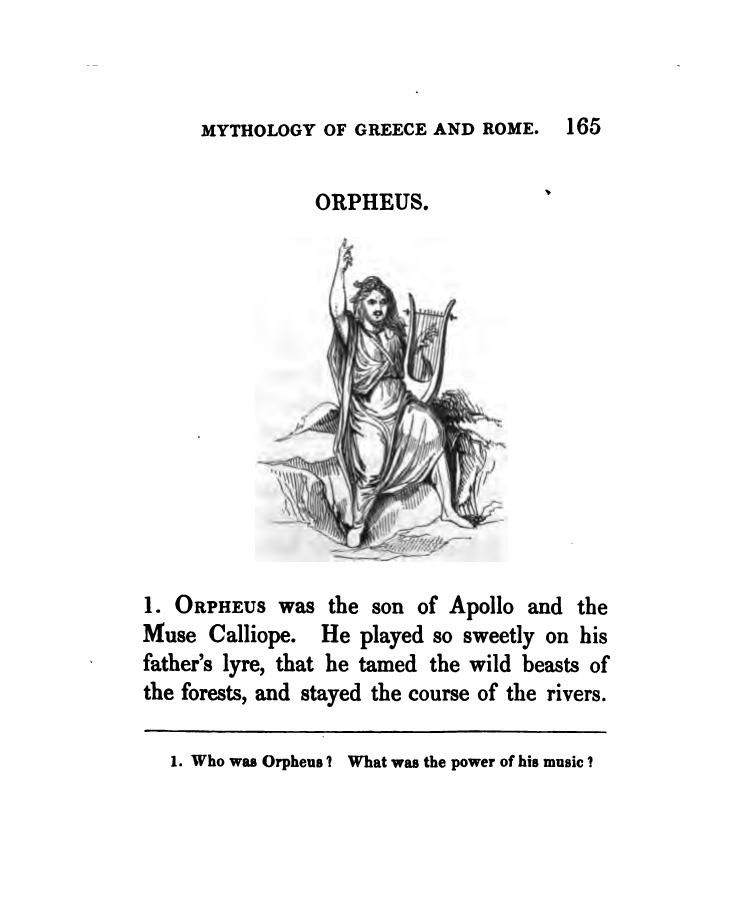 MYTHOLOGY OF GREECE AND ROME. 165
ORPHEUS.
1. ORPHEUS was the son of Apollo and the
Muse Calliope. He played so sweetly on his
father's lyre, that he tamed the wild beasts of
the forests, and stayed the course of the rivers.
1. Who was Orpheus? What was the power of his music?